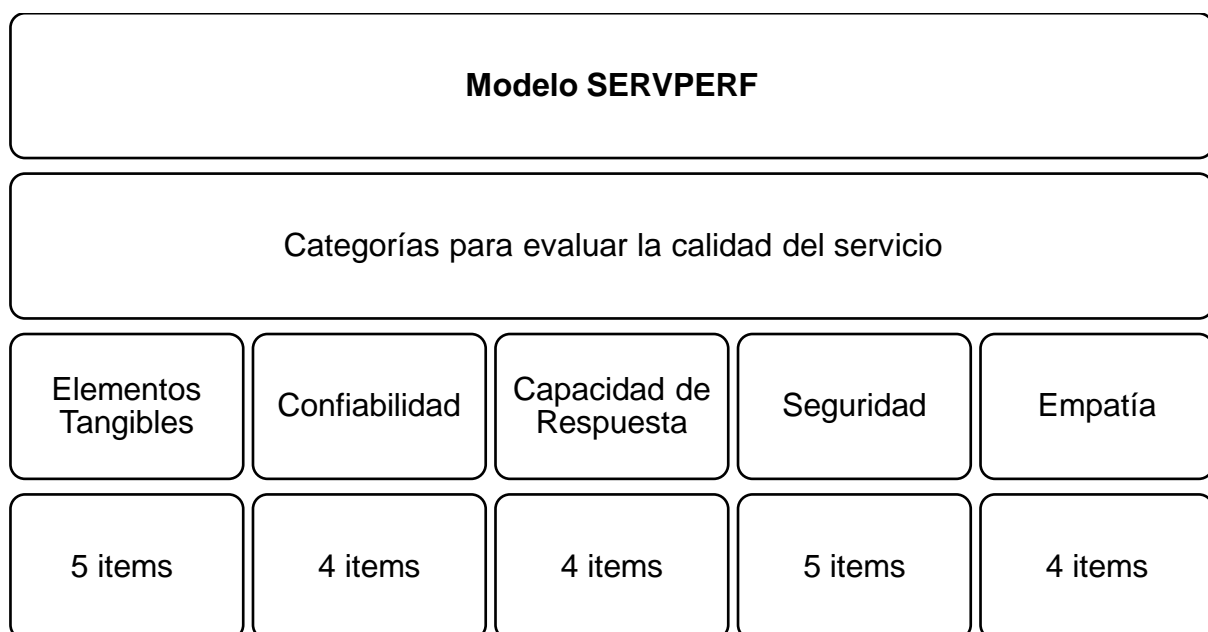 Modelo SERVPERF
Categorías para evaluar la calidad del servicio
Elementos
Tangibles
Confiabilidad
Capacidad de
Respuesta
Seguridad
Empatía
5 items
4 items
4 items
5 items
4 items